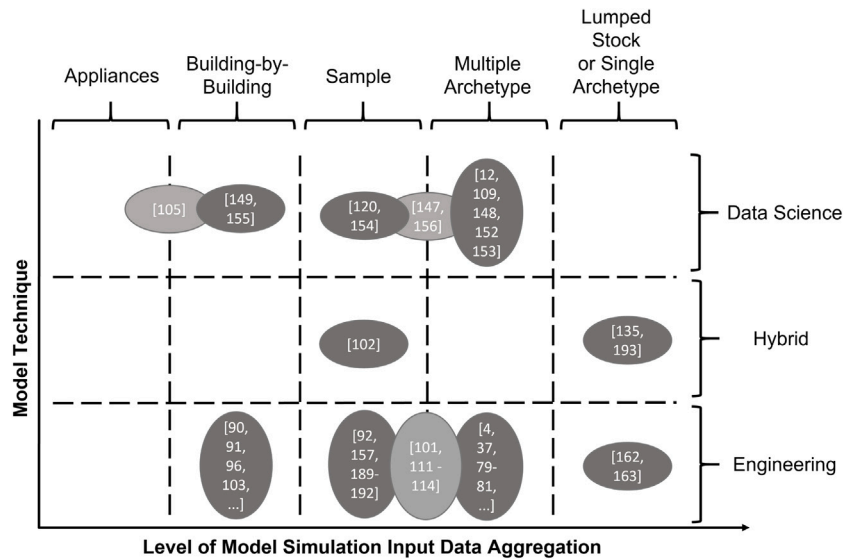 Appliances
Building-by-
Building
Sample
Multiple
Archetype
Lumped
Stock
or Single
Archetype
[105]
[149,
155]
[120,
154]
[147,
156]
[12,
109,
148,
152
153]
Data Science
[102]
[135,
193]
Hybrid
[90,
91,
96,
103,
...]
[92,
157,
189-
192]
[101,
111 -
114]
[4,
37,
79-
81,
...]
[162,
163]
Engineering
Model Technique
Level of Model Simulation Input Data Aggregation